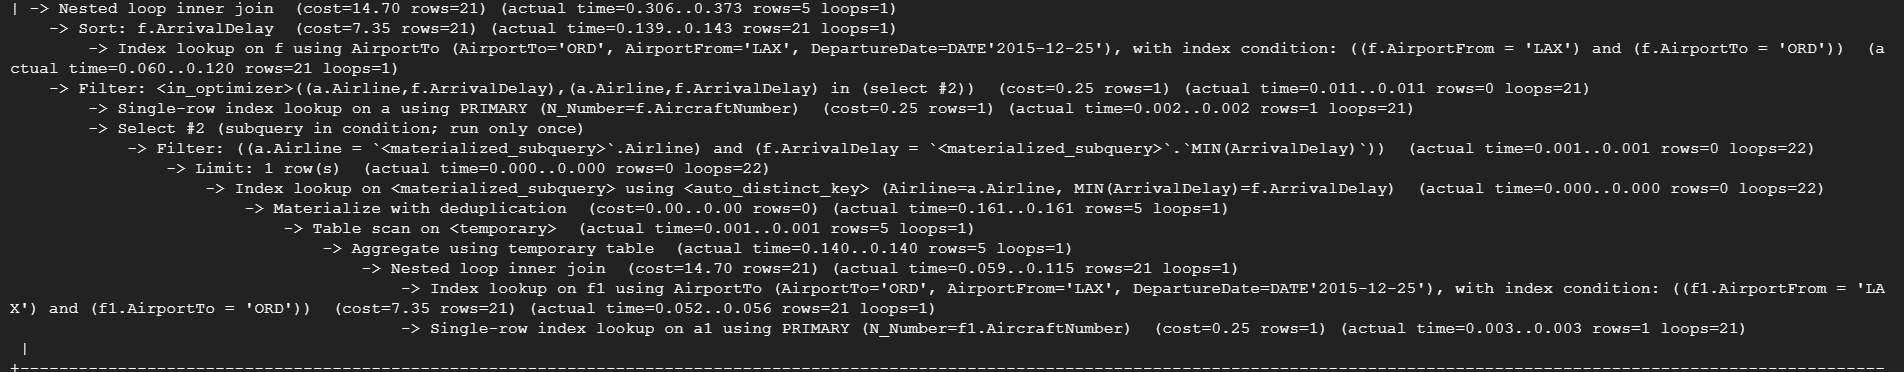 | -> Nested loop inner join  (cost=14.70 rows=21) (actual time=0.306..0.373 rows=5 loops=1)
    -> Sort: f.ArrivalDelay  (cost=7.35 rows=21) (actual time=0.139..0.143 rows=21 loops=1)
        -> Index lookup on f using AirportTo (AirportTo='ORD', AirportFrom='LAX', DepartureDate=DATE'2015-12-25'), with index condition: ((f.AirportFrom = 'LAX') and (f.AirportTo = 'ORD'))  (a
ctual time=0.060..0.120 rows=21 loops=1)
    -> Filter: <in_optimizer>((a.Airline,f.ArrivalDelay),(a.Airline,f.ArrivalDelay) in (select #2))  (cost=0.25 rows=1) (actual time=0.011..0.011 rows=0 loops=21)
        -> Single-row index lookup on a using PRIMARY (N_Number=f.AircraftNumber)  (cost=0.25 rows=1) (actual time=0.002..0.002 rows=1 loops=21)
        -> Select #2 (subquery in condition; run only once)
            -> Filter: ((a.Airline = `<materialized_subquery>`.Airline) and (f.ArrivalDelay = `<materialized_subquery>`.`MIN(ArrivalDelay)`))  (actual time=0.001..0.001 rows=0 loops=22)
                -> Limit: 1 row(s)  (actual time=0.000..0.000 rows=0 loops=22)
                    -> Index lookup on <materialized_subquery> using <auto_distinct_key> (Airline=a.Airline, MIN(ArrivalDelay)=f.ArrivalDelay)  (actual time=0.000..0.000 rows=0 loops=22)
                        -> Materialize with deduplication  (cost=0.00..0.00 rows=0) (actual time=0.161..0.161 rows=5 loops=1)
                            -> Table scan on <temporary>  (actual time=0.001..0.001 rows=5 loops=1)
                                -> Aggregate using temporary table  (actual time=0.140..0.140 rows=5 loops=1)
                                    -> Nested loop inner join  (cost=14.70 rows=21) (actual time=0.059..0.115 rows=21 loops=1)
                                        -> Index lookup on f1 using AirportTo (AirportTo='ORD', AirportFrom='LAX', DepartureDate=DATE'2015-12-25'), with index condition: ((f1.AirportFrom = 'LA
X') and (f1.AirportTo = 'ORD'))  (cost=7.35 rows=21) (actual time=0.052..0.056 rows=21 loops=1)
                                        -> Single-row index lookup on a1 using PRIMARY (N_Number=f1.AircraftNumber)  (cost=0.25 rows=1) (actual time=0.003..0.003 rows=1 loops=21)
 |